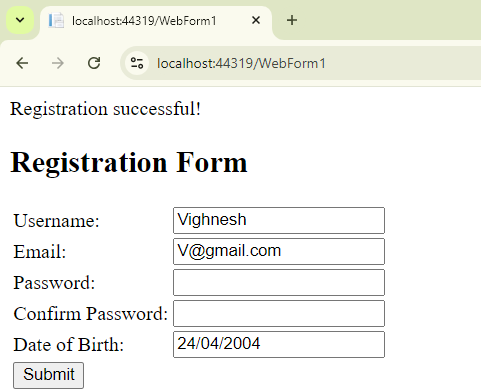 localhost:44319/WebForm1
localhost:44319/WebForm1
Registration successful!
Registration Form
Username: Vighnesh
Email: V@gmail.com
Password:
Confirm Password:
Date of Birth: 24/04/2004
Submit